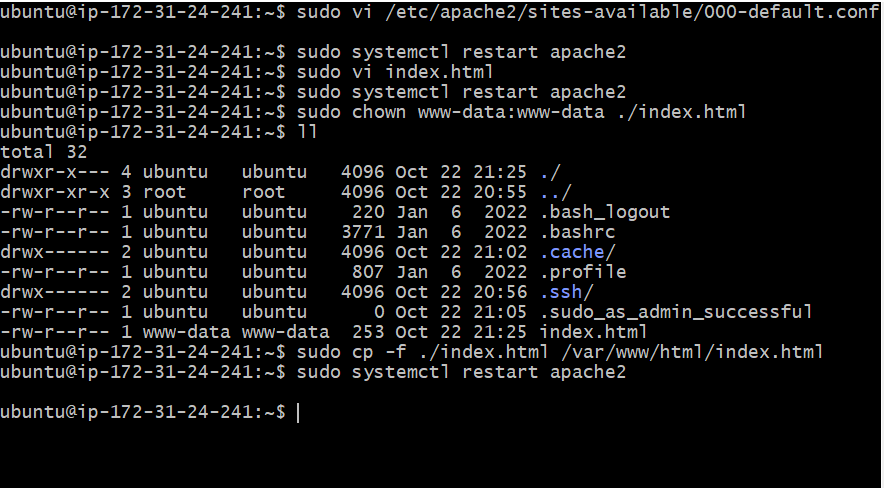 ubuntu@ip-172-31-24-241:~$ sudo vi /etc/apache2/sites-available/000-default.conf
ubuntu@ip-172-31-24-241:~$ sudo systemctl restart apache2
ubuntu@ip-172-31-24-241:~$ sudo vi index.html
ubuntu@ip-172-31-24-241:~$ sudo systemctl restart apache2
ubuntu@ip-172-31-24-241:~$ sudo chown www-data:www-data ./index.html
ubuntu@ip-172-31-24-241:~$ ll
total 32
drwxr-x--- 4 ubuntu   ubuntu   4096 Oct 22 21:25 ./
drwxr-xr-x 3 root     root     4096 Oct 22 20:55 ../
-rw-r--r-- 1 ubuntu   ubuntu    220 Jan  6  2022 .bash_logout
-rw-r--r-- 1 ubuntu   ubuntu   3771 Jan  6  2022 .bashrc
drwx------ 2 ubuntu   ubuntu   4096 Oct 22 21:02 .cache/
-rw-r--r-- 1 ubuntu   ubuntu    807 Jan  6  2022 .profile
drwx------ 2 ubuntu   ubuntu   4096 Oct 22 20:56 .ssh/
-rw-r--r-- 1 ubuntu   ubuntu      0 Oct 22 21:05 .sudo_as_admin_successful
-rw-r--r-- 1 www-data www-data  253 Oct 22 21:25 index.html
ubuntu@ip-172-31-24-241:~$ sudo cp -f ./index.html /var/www/html/index.html
ubuntu@ip-172-31-24-241:~$ sudo systemctl restart apache2
ubuntu@ip-172-31-24-241:~$